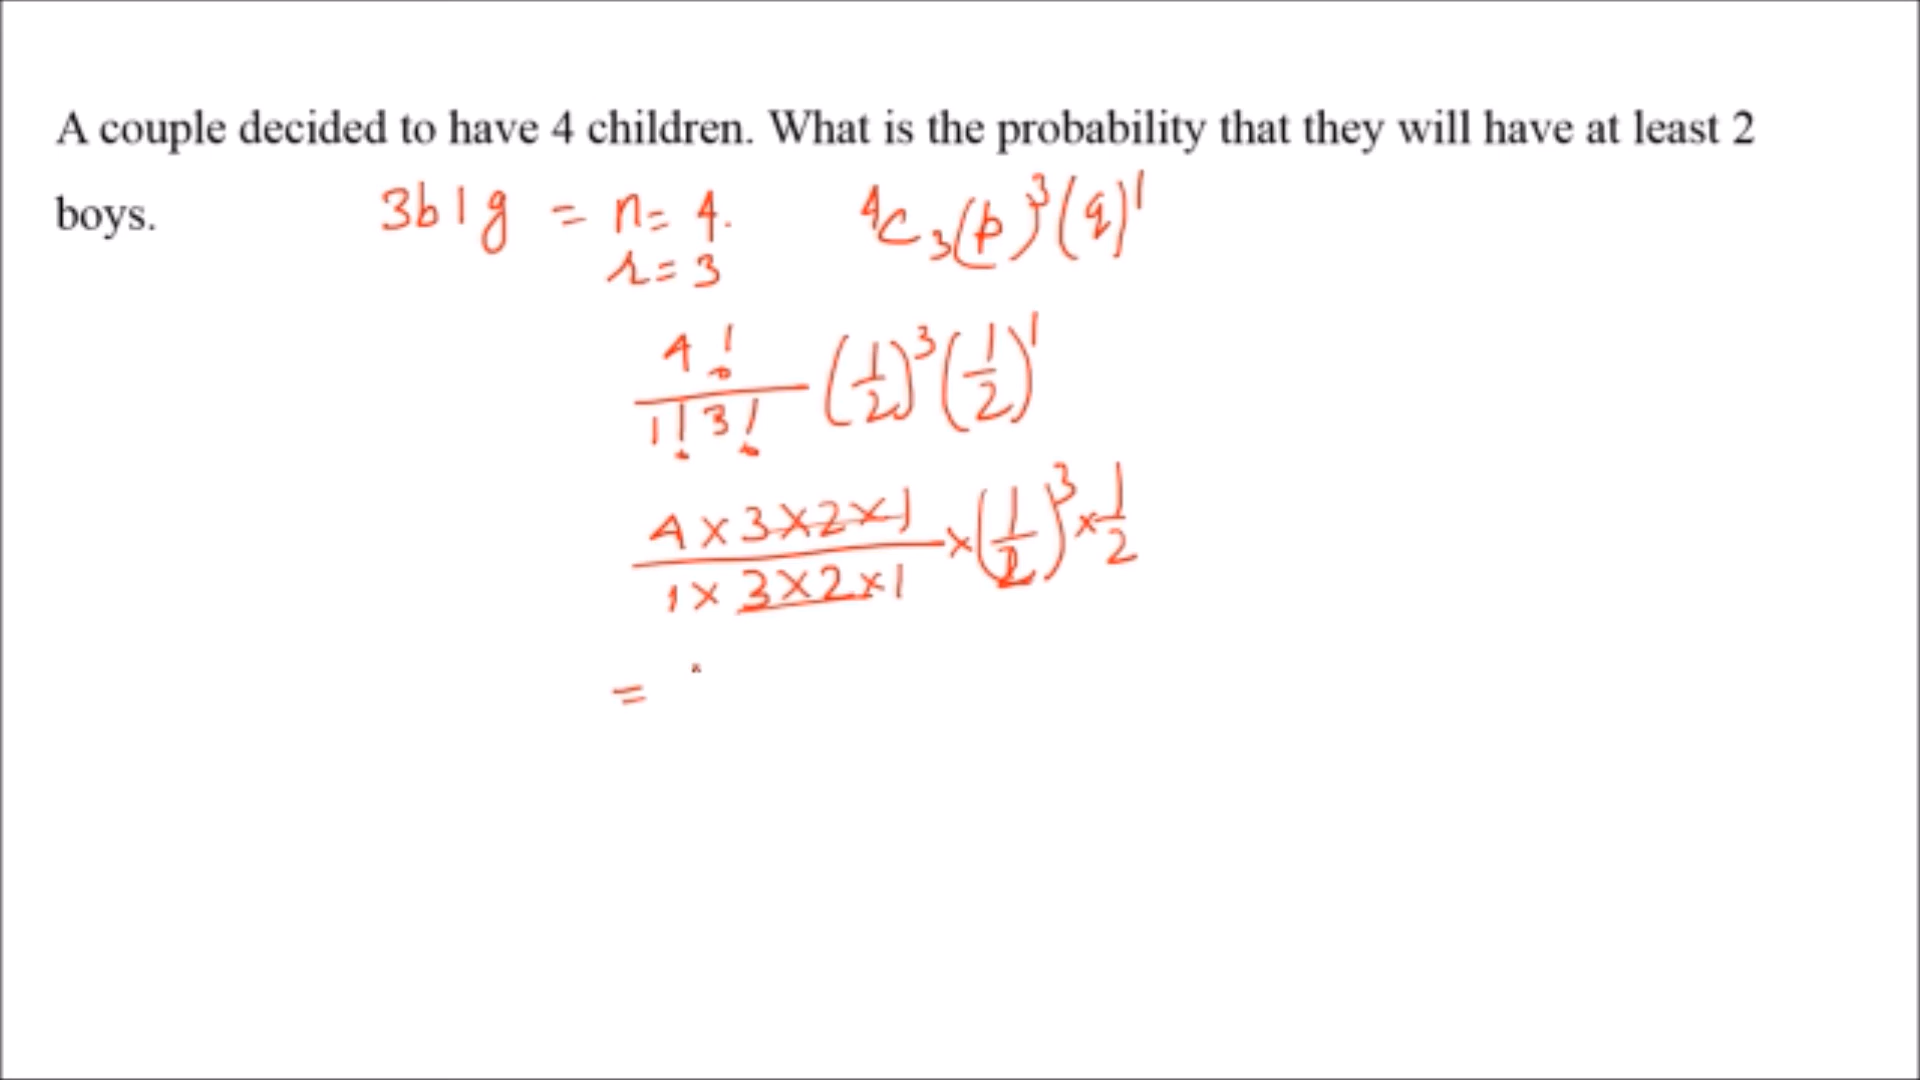 A couple decided to have 4 children. What is the probability that they will have at least 2
boys.
3b 1g = n = 4.
r = 3
⁴C₃(p)³(q)¹
4!/1!3! (1/2)³(1/2)¹
4×3×2×1/1×3×2×1 × (1/2)³ × 1/2
=